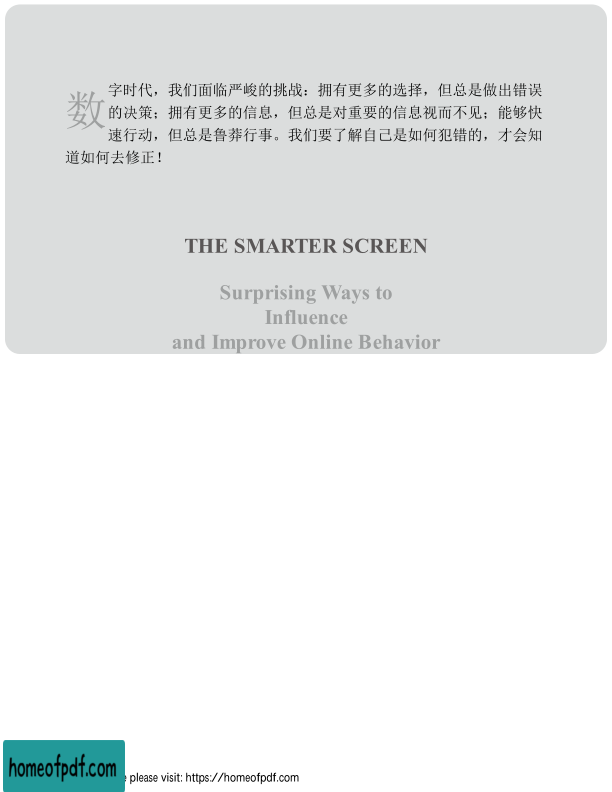 数字时代，我们面临严峻的挑战：拥有更多的选择，但总是做出错误
的决策；拥有更多的信息，但总是对重要的信息视而不见；能够快
速行动，但总是鲁莽行事。我们要了解自己是如何犯错的，才会知
道如何去修正！
THE SMARTER SCREEN
Surprising Ways to
Influence
and Improve Online Behavior
homeofpdf.com
please visit: https://homeofpdf.com